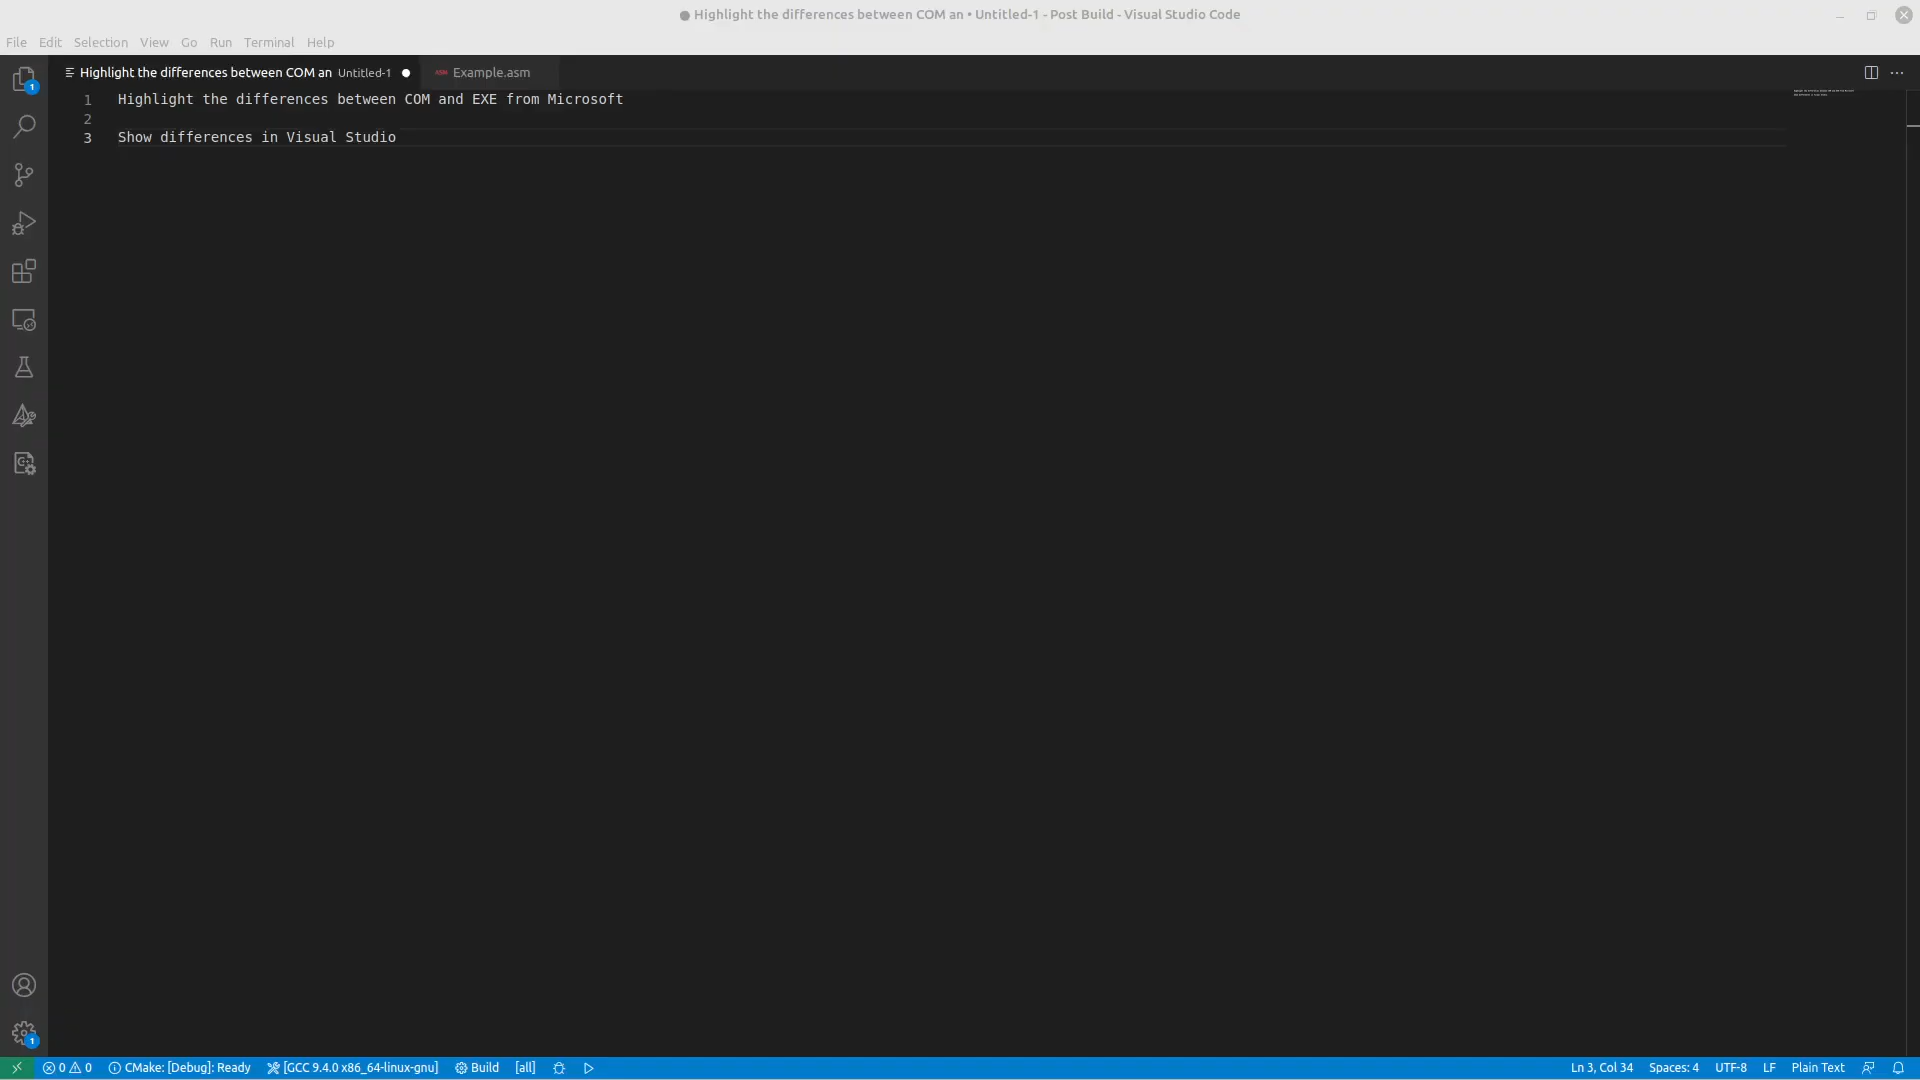 ● Highlight the differences between COM an • Untitled-1 - Post Build - Visual Studio Code
File Edit Selection View Go Run Terminal Help
Highlight the differences between COM an Untitled-1 ● ASM Example.asm
1 Highlight the differences between COM and EXE from Microsoft
2
3 Show differences in Visual Studio
1
1
0 0 CMake: [Debug]: Ready [GCC 9.4.0 x86_64-linux-gnu] Build [all] Ln 3, Col 34 Spaces: 4 UTF-8 LF Plain Text